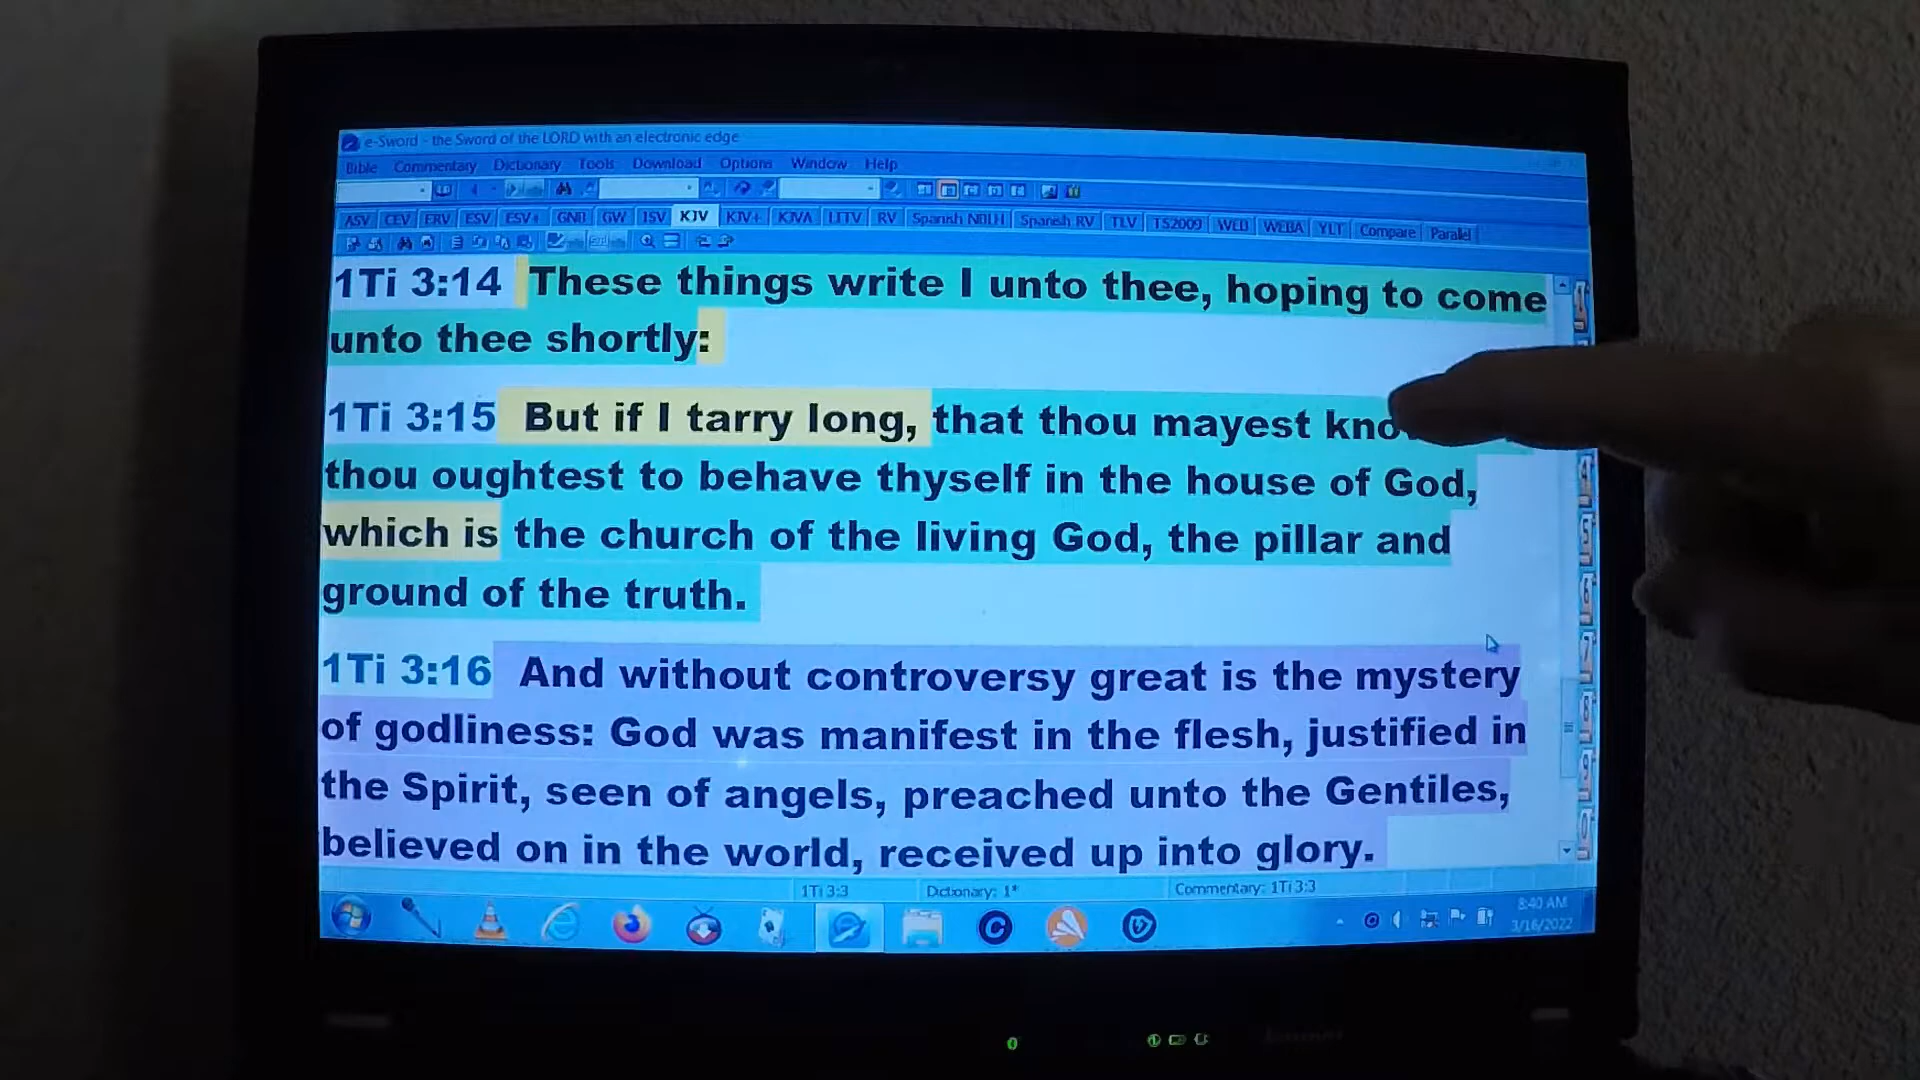 e-Sword - the Sword of the LORD with an electronic edge
Bible Commentary Dictionary Tools Download Options Window Help
ASV CEV ERV ESV ESV+ GNB GW ISV KJV KJV+ KJVA LITV RV Spanish NBLH Spanish RV TLV TS2009 WEB WEBA YLT Compare Parallel
1Ti 3:14 These things write I unto thee, hoping to come
unto thee shortly:
1Ti 3:15 But if I tarry long, that thou mayest
thou oughtest to behave thyself in the house of God,
which is the church of the living God, the pillar and
ground of the truth.
1Ti 3:16 And without controversy great is the mystery
of godliness: God was manifest in the flesh, justified in
the Spirit, seen of angels, preached unto the Gentiles,
believed on in the world, received up into glory.
4
5
6
7
8
9
1Ti 3:3 Dictionary: 1* Commentary: 1Ti 3:3
8:40 AM
3/16/2022